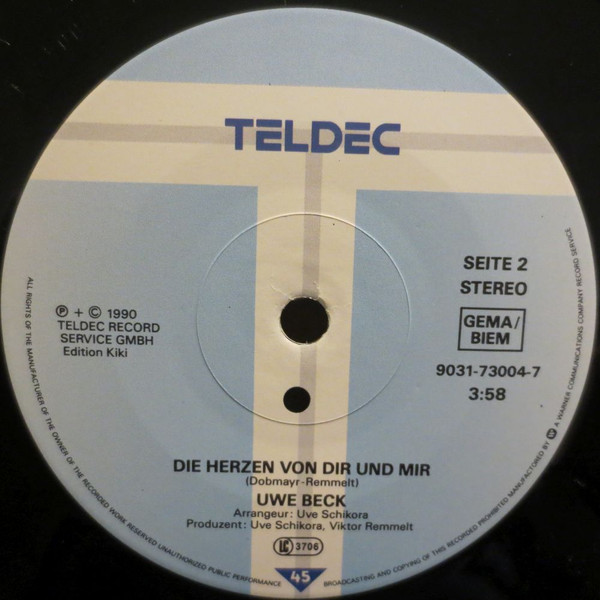 TELDEC
SEITE 2
STEREO
GEMA/
BIEM
9031-73004-7
3:58
℗ + © 1990
TELDEC RECORD
SERVICE GMBH
Edition Kiki
DIE HERZEN VON DIR UND MIR
(Dobmayr-Remmelt)
UWE BECK
Arrangeur: Uve Schikora
Produzent: Uve Schikora, Viktor Remmelt
LC 3706
45
ALL RIGHTS OF THE MANUFACTURER OF THE OWNER OF THE RECORDED WORK RESERVED UNAUTHORIZED PUBLIC PERFORMANCE BROADCASTING AND COPYING OF THIS RECORD PROHIBITED MANUFACTURED BY W A WARNER COMMUNICATIONS COMPANY RECORD SERVICE